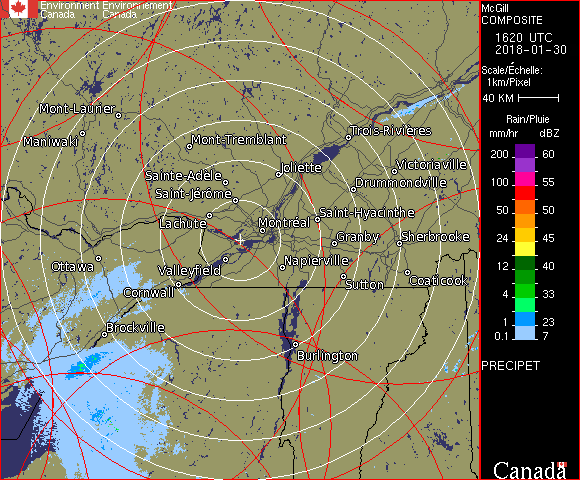 Environment Environnement
Canada Canada
Mont-Laurier
Maniwaki
Mont-Tremblant
Trois-Rivières
Joliette
Victoriaville
Sainte-Adèle
Drummondville
Saint-Jérôme
Lachute
Saint-Hyacinthe
Montréal
Granby
Sherbrooke
Ottawa
Valleyfield
Napierville
Cornwall
Sutton
Coaticook
Brockville
Burlington
McGill
COMPOSITE
1620 UTC
2018-01-30
Scale/Échelle:
1km/Pixel
40 KM
Rain/Pluie
mm/hr dBZ
200 60
150 57
100 55
50 50
24 45
12 40
4 33
1 23
0.1 7
PRECIPET
Canada